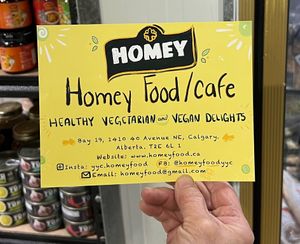 HOMEY
Homey Food/Cafe
HEALTHY VEGETARIAN and VEGAN DELIGHTS
Bay 19, 1410 40 Avenue NE, Calgary,
Alberta. T2E 6L1
Website: www.homeyfood.ca
Insta: yyc.homeyfood FB: @homeyfoodyyc
Email: homeyfood@gmail.com